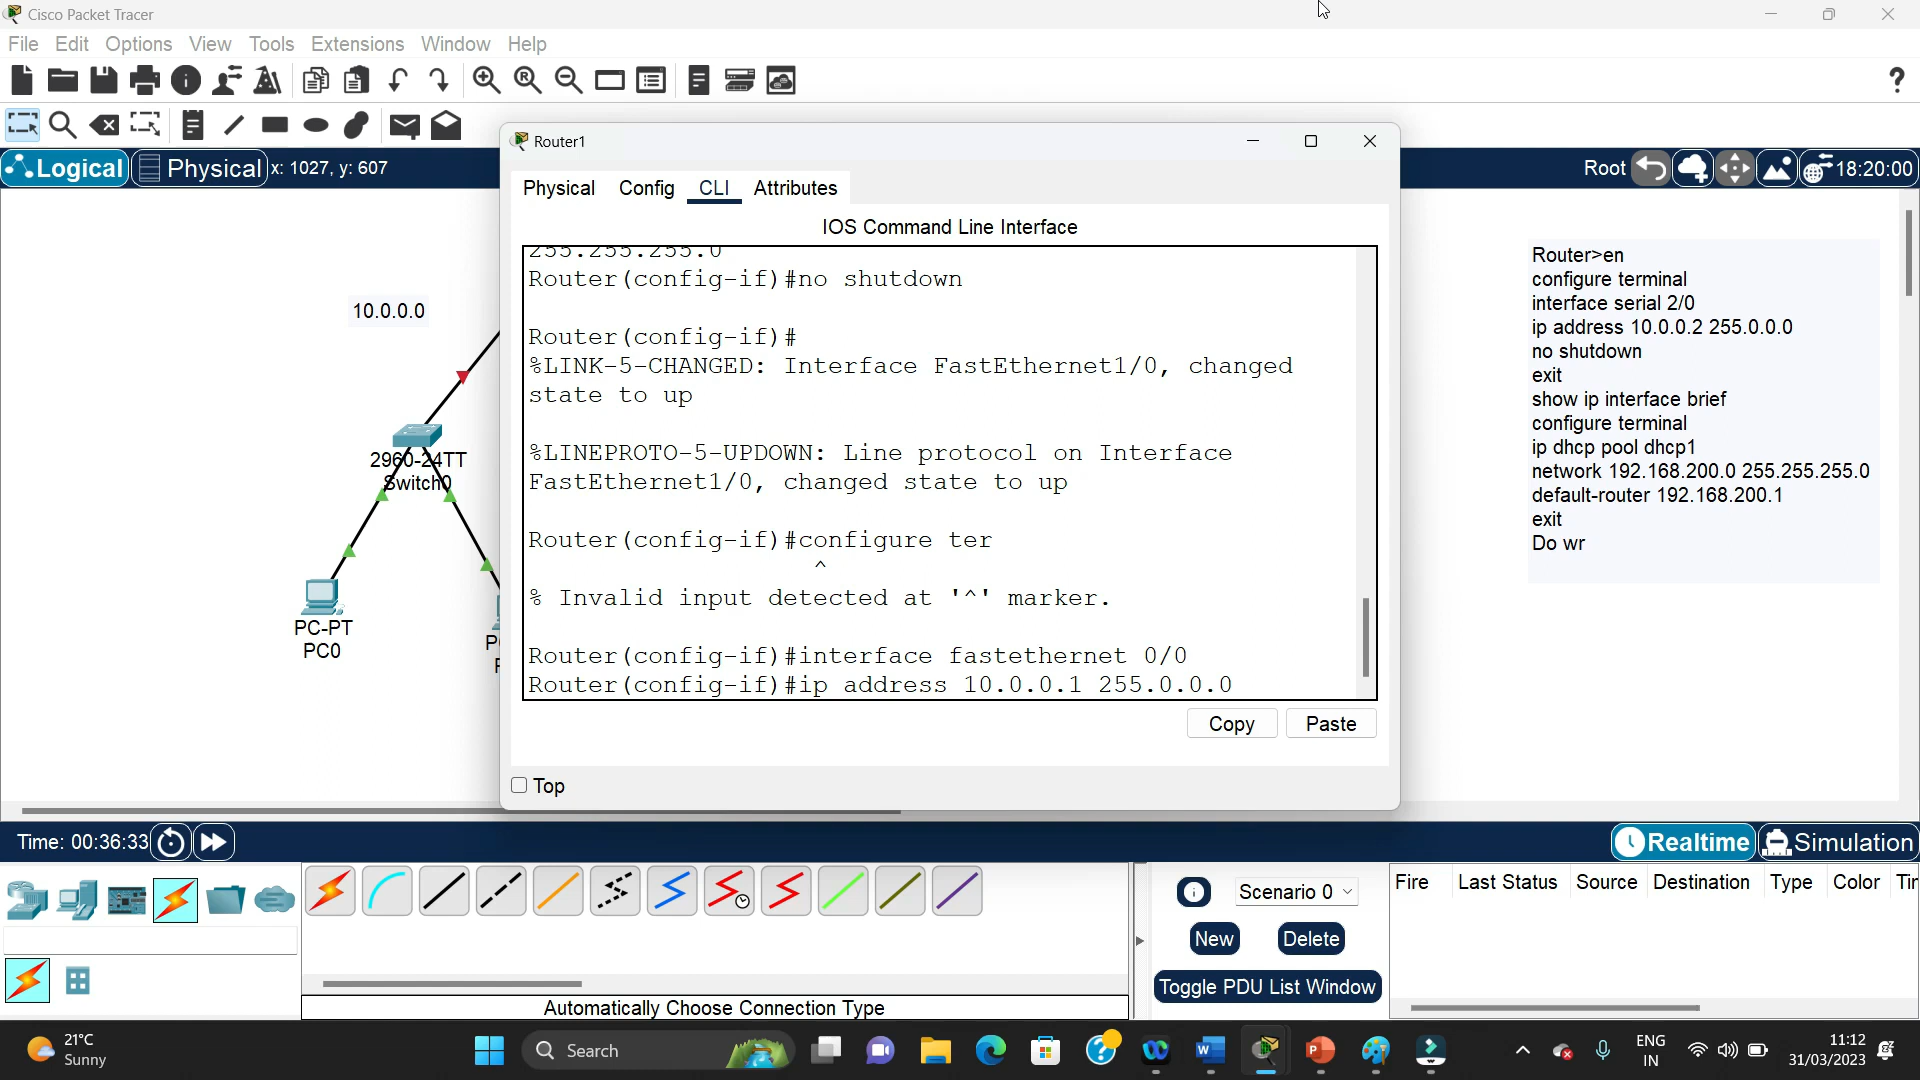 Cisco Packet Tracer
File Edit Options View Tools Extensions Window Help
Logical Physical x: 1027, y: 607
Root 18:20:00
Router1
Physical Config CLI Attributes
IOS Command Line Interface
255.255.255.0
Router(config-if)#no shutdown
Router(config-if)#
%LINK-5-CHANGED: Interface FastEthernet1/0, changed
state to up
%LINEPROTO-5-UPDOWN: Line protocol on Interface
FastEthernet1/0, changed state to up
Router(config-if)#configure ter
^
% Invalid input detected at '^' marker.
Router(config-if)#interface fastethernet 0/0
Router(config-if)#ip address 10.0.0.1 255.0.0.0
Copy Paste
Top
10.0.0.0
2960-24TT
Switch0
PC-PT
PC0
Router>en
configure terminal
interface serial 2/0
ip address 10.0.0.2 255.0.0.0
no shutdown
exit
show ip interface brief
configure terminal
ip dhcp pool dhcp1
network 192.168.200.0 255.255.255.0
default-router 192.168.200.1
exit
Do wr
Time: 00:36:33
Realtime Simulation
Scenario 0
New Delete
Toggle PDU List Window
Fire Last Status Source Destination Type Color
Automatically Choose Connection Type
21°C
Sunny
Search
ENG
IN
11:12
31/03/2023